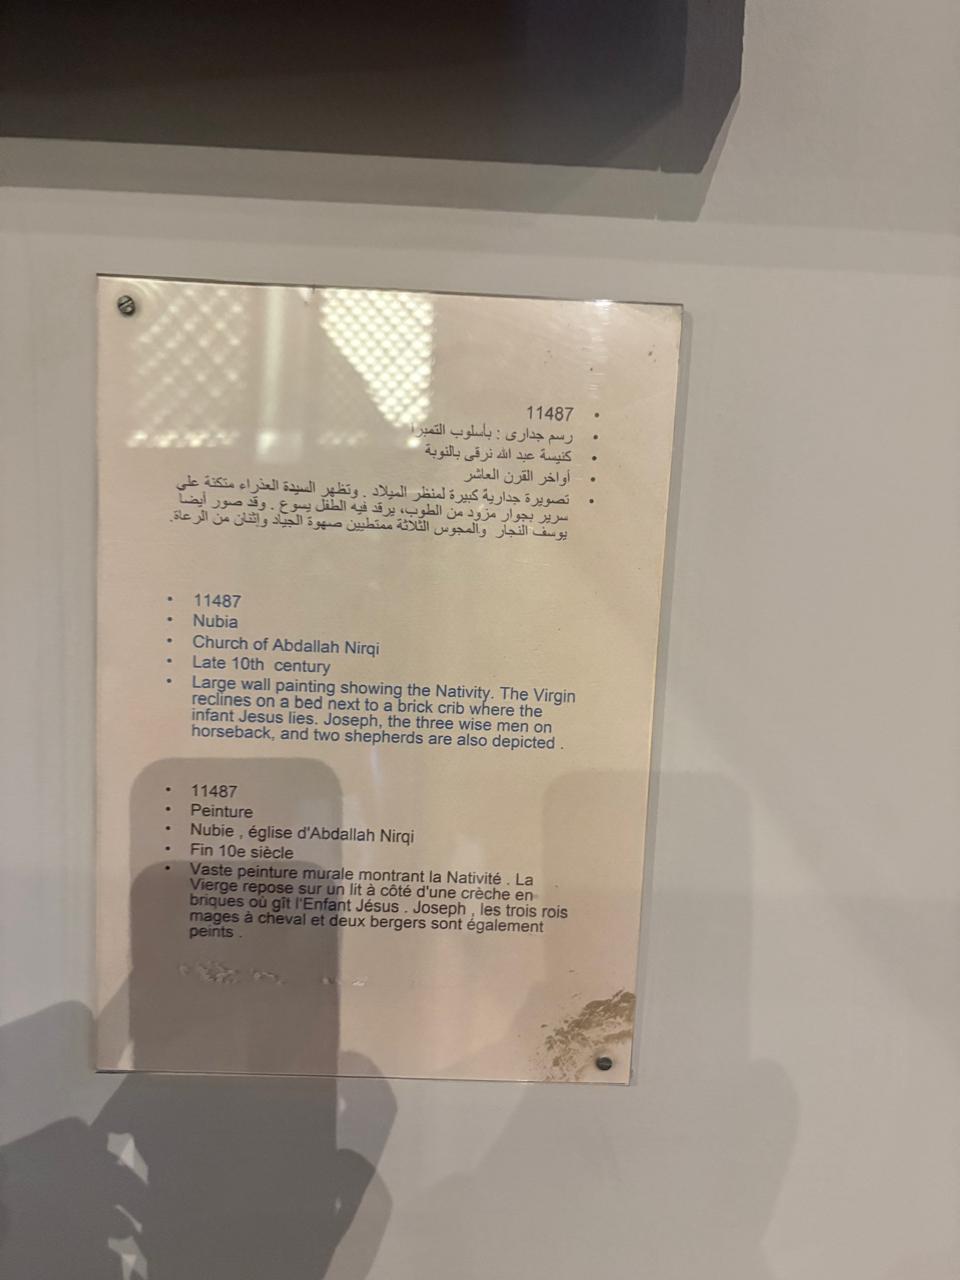 11487
رسم جدارى : بأسلوب التمبرا
كنيسة عبد الله نرقى بالنوبة
أواخر القرن العاشر
تصويرة جدارية كبيرة لمنظر الميلاد . وتظهر السيدة العذراء متكئة على
سرير بجوار مزود من الطوب، يرقد فيه الطفل يسوع . وقد صور أيضا
يوسف النجار والمجوس الثلاثة ممتطيين صهوة الجياد وإثنان من الرعاة.
11487
Nubia
Church of Abdallah Nirqi
Late 10th century
Large wall painting showing the Nativity. The Virgin
reclines on a bed next to a brick crib where the
infant Jesus lies. Joseph, the three wise men on
horseback, and two shepherds are also depicted .
11487
Peinture
Nubie , église d'Abdallah Nirqi
Fin 10e siècle
Vaste peinture murale montrant la Nativité . La
Vierge repose sur un lit à côté d'une crèche en
briques où gît l'Enfant Jésus . Joseph , les trois rois
mages à cheval et deux bergers sont également
peints .